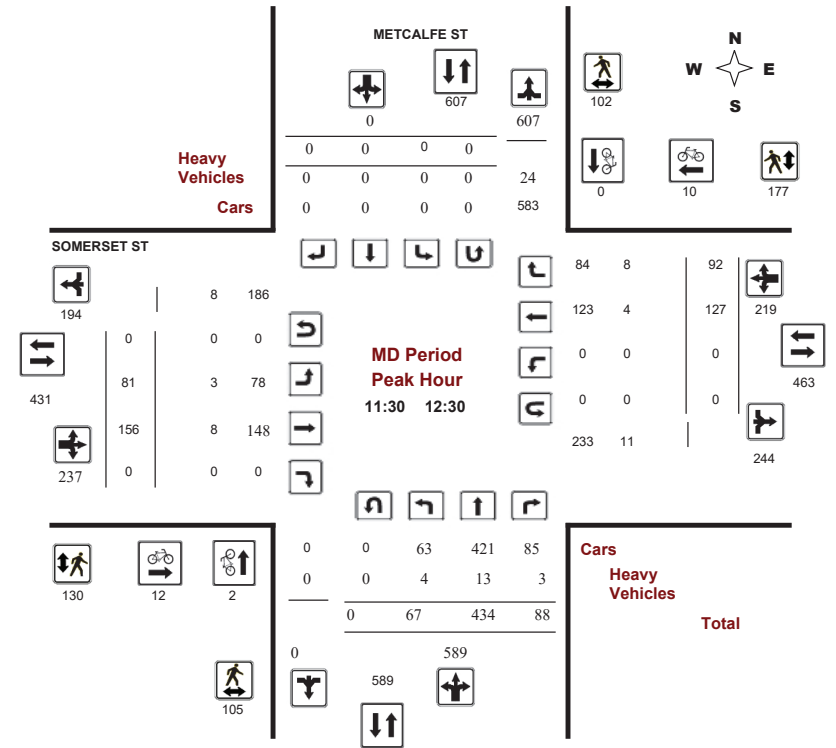 METCALFE ST
N
W E
S
607
102
0 607
0 0 0 0
Heavy
Vehicles
0 0 0 0 24
Cars 0 0 0 0 583
0 10 177
SOMERSET ST
194
8 186
0 0 0
431
81 3 78
156 8 148
237
0 0 0
MD Period
Peak Hour
11:30 12:30
84 8 92
219
123 4 127
0 0 0
463
0 0 0
233 11
244
130 12 2
105
0 0 63 421 85 Cars
0 0 4 13 3 Heavy
Vehicles
0 67 434 88 Total
0 589
589